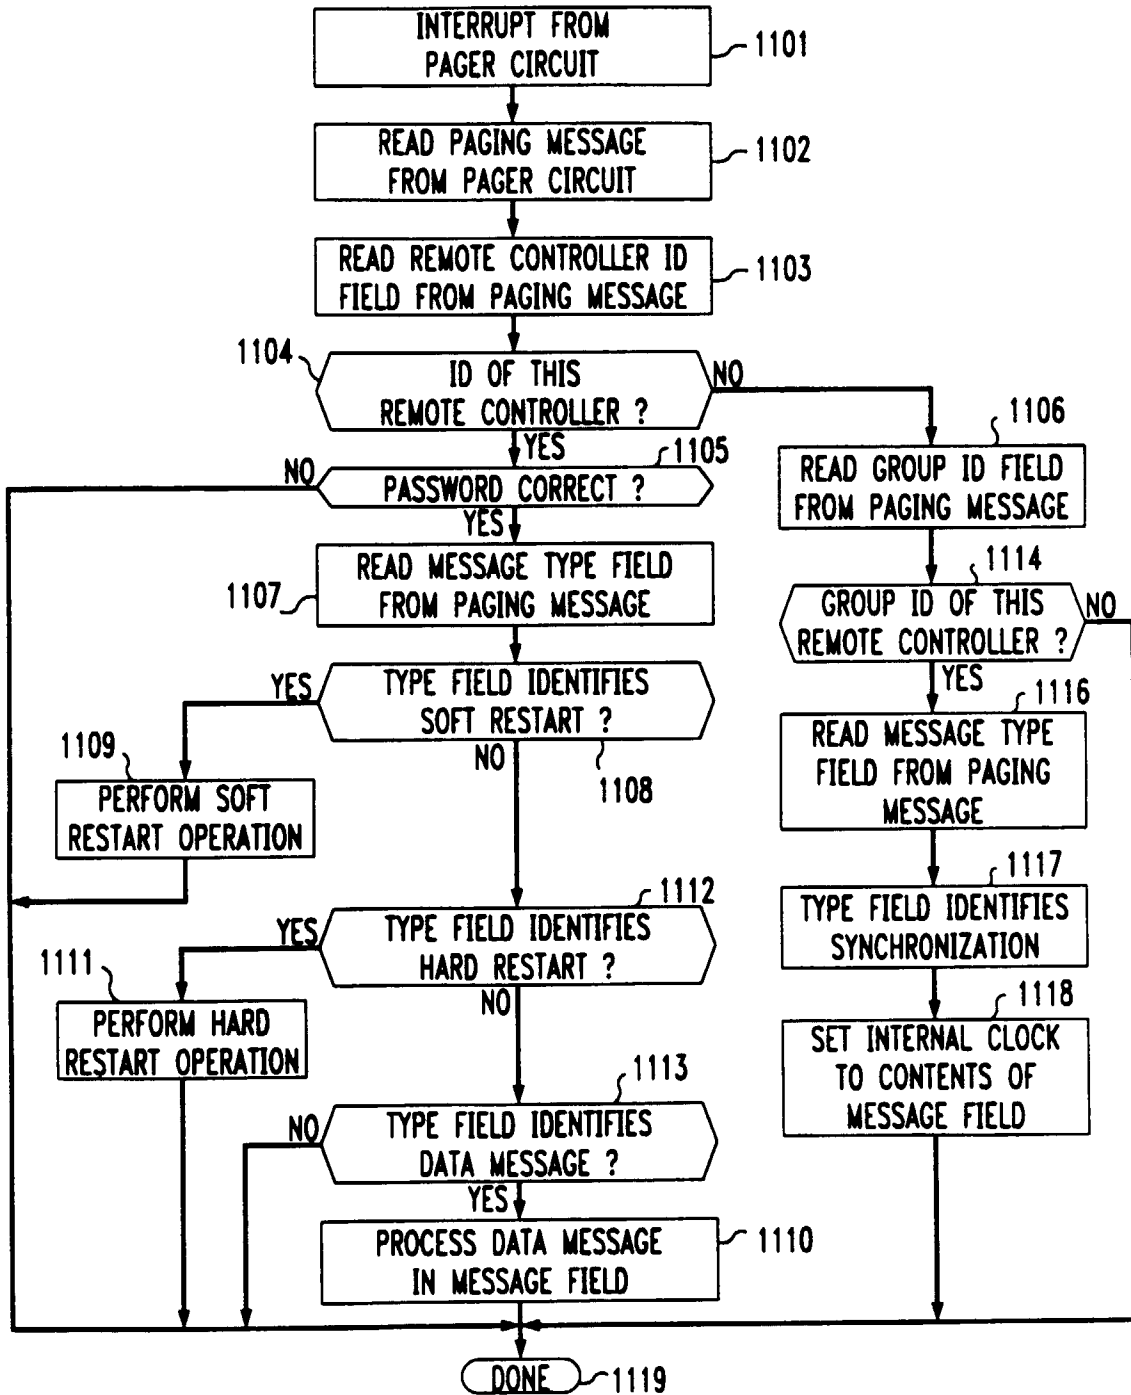 INTERRUPT FROM
PAGER CIRCUIT
1101
READ PAGING MESSAGE
FROM PAGER CIRCUIT
1102
READ REMOTE CONTROLLER ID
FIELD FROM PAGING MESSAGE
1103
1104
ID OF THIS
REMOTE CONTROLLER ?
NO
YES
1105
NO
PASSWORD CORRECT ?
YES
1106
READ GROUP ID FIELD
FROM PAGING MESSAGE
1107
READ MESSAGE TYPE FIELD
FROM PAGING MESSAGE
1114
GROUP ID OF THIS
REMOTE CONTROLLER ?
NO
YES
YES
TYPE FIELD IDENTIFIES
SOFT RESTART ?
NO
1108
1116
READ MESSAGE TYPE
FIELD FROM PAGING
MESSAGE
1109
PERFORM SOFT
RESTART OPERATION
1117
TYPE FIELD IDENTIFIES
SYNCHRONIZATION
1112
YES
TYPE FIELD IDENTIFIES
HARD RESTART ?
NO
1111
PERFORM HARD
RESTART OPERATION
1118
SET INTERNAL CLOCK
TO CONTENTS OF
MESSAGE FIELD
1113
NO
TYPE FIELD IDENTIFIES
DATA MESSAGE ?
YES
PROCESS DATA MESSAGE
IN MESSAGE FIELD
1110
DONE
1119